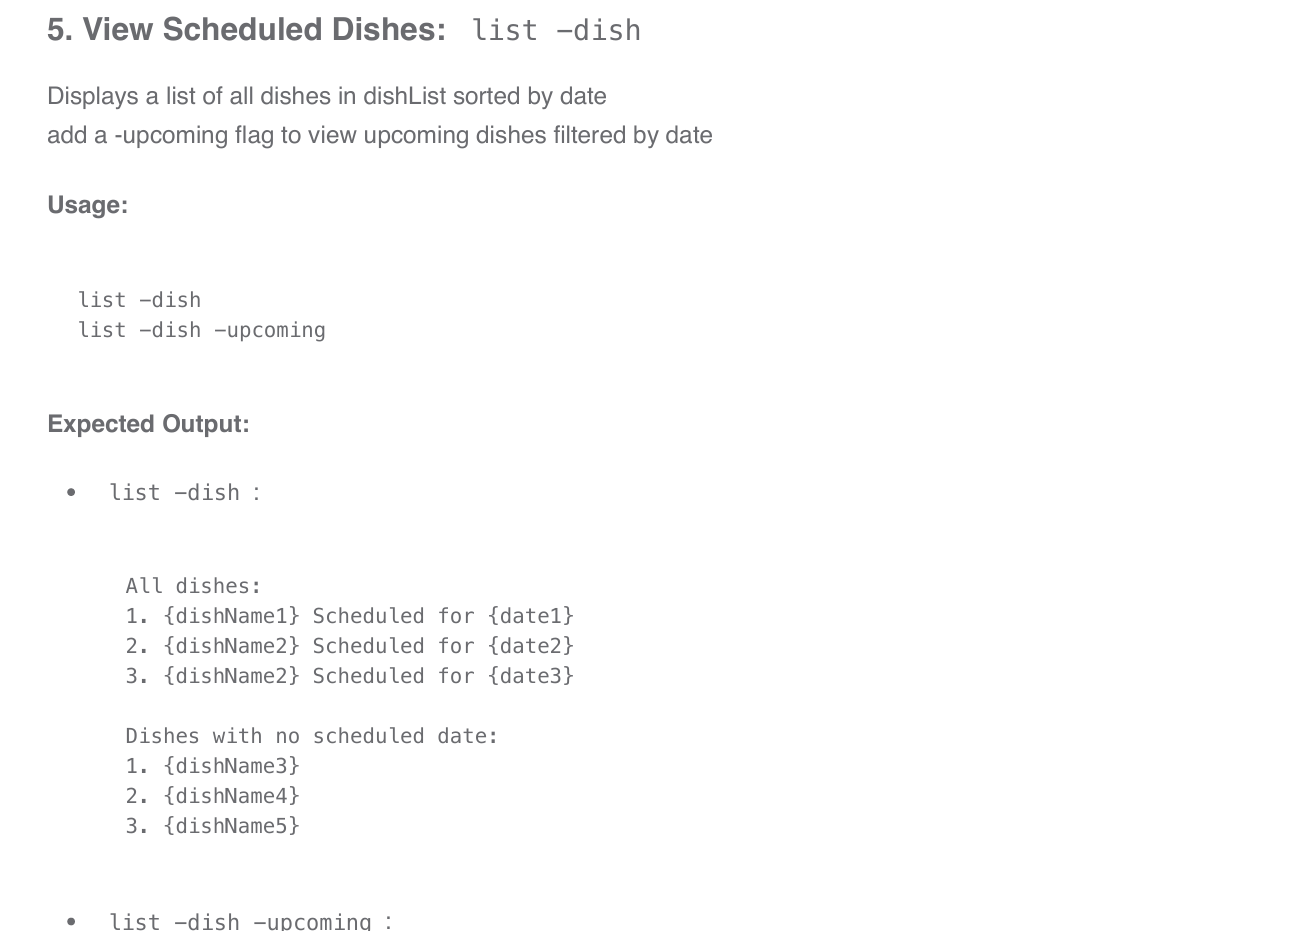 5. View Scheduled Dishes: list -dish
Displays a list of all dishes in dishList sorted by date
add a -upcoming flag to view upcoming dishes filtered by date
Usage:
list -dish
list -dish -upcoming
Expected Output:
• list -dish :
All dishes:
1. {dishName1} Scheduled for {date1}
2. {dishName2} Scheduled for {date2}
3. {dishName2} Scheduled for {date3}
Dishes with no scheduled date:
1. {dishName3}
2. {dishName4}
3. {dishName5}
• list -dish -upcoming :